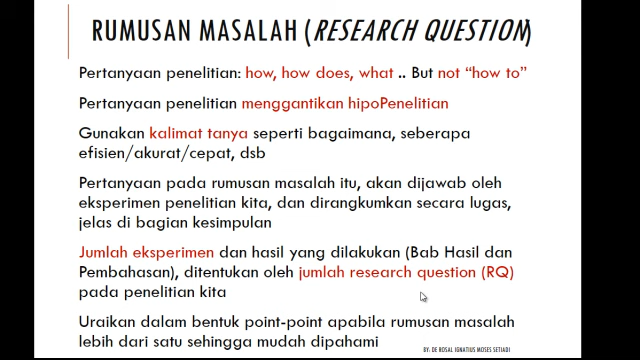 RUMUSAN MASALAH (RESEARCH QUESTION)
Pertanyaan penelitian: how, how does, what .. But not “how to”
Pertanyaan penelitian menggantikan hipoPenelitian
Gunakan kalimat tanya seperti bagaimana, seberapa
efisien/akurat/cepat, dsb
Pertanyaan pada rumusan masalah itu, akan dijawab oleh
eksperimen penelitian kita, dan dirangkumkan secara lugas,
jelas di bagian kesimpulan
Jumlah eksperimen dan hasil yang dilakukan (Bab Hasil dan
Pembahasan), ditentukan oleh jumlah research question (RQ)
pada penelitian kita
Uraikan dalam bentuk point-point apabila rumusan masalah
lebih dari satu sehingga mudah dipahami
BY: DE ROSAL IGNATIUS MOSES SETIADI